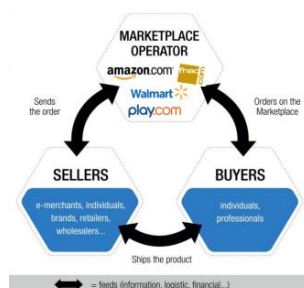 MARKETPLACE
OPERATOR
amazon.com
fnac
.com
Walmart
play.com
Sends
the order
Orders on the
Marketplace
SELLERS
BUYERS
e-merchants, individuals,
brands, retailers,
wholesalers...
individuals,
professionals
Ships the product
= feeds (information, logistic, financial...)